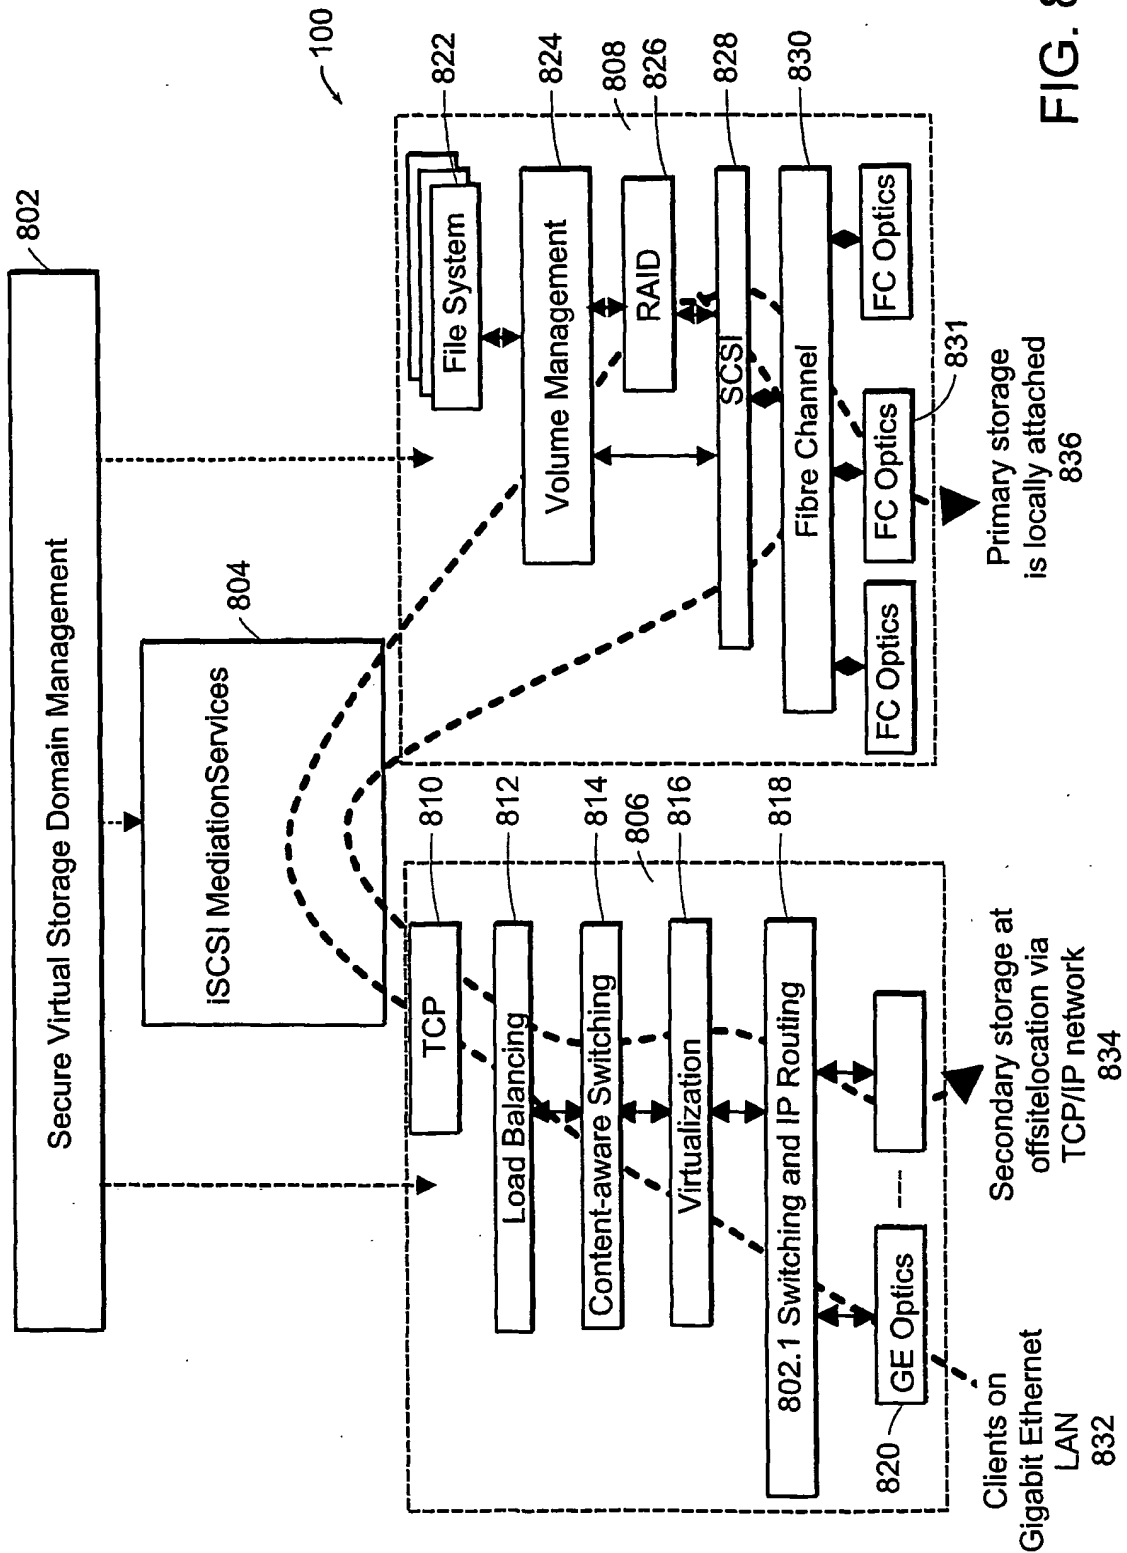 802
Secure Virtual Storage Domain Management
804
iSCSI MediationServices
100
810
TCP
812
Load Balancing
814
Content-aware Switching
806
816
Virtualization
818
802.1 Switching and IP Routing
820
GE Optics
822
File System
824
Volume Management
808
826
RAID
828
SCSI
830
Fibre Channel
FC Optics
FC Optics
FC Optics
831
Clients on
Gigabit Ethernet
LAN
832
Secondary storage at
offsitelocation via
TCP/IP network
834
Primary storage
is locally attached
836
FIG. 8